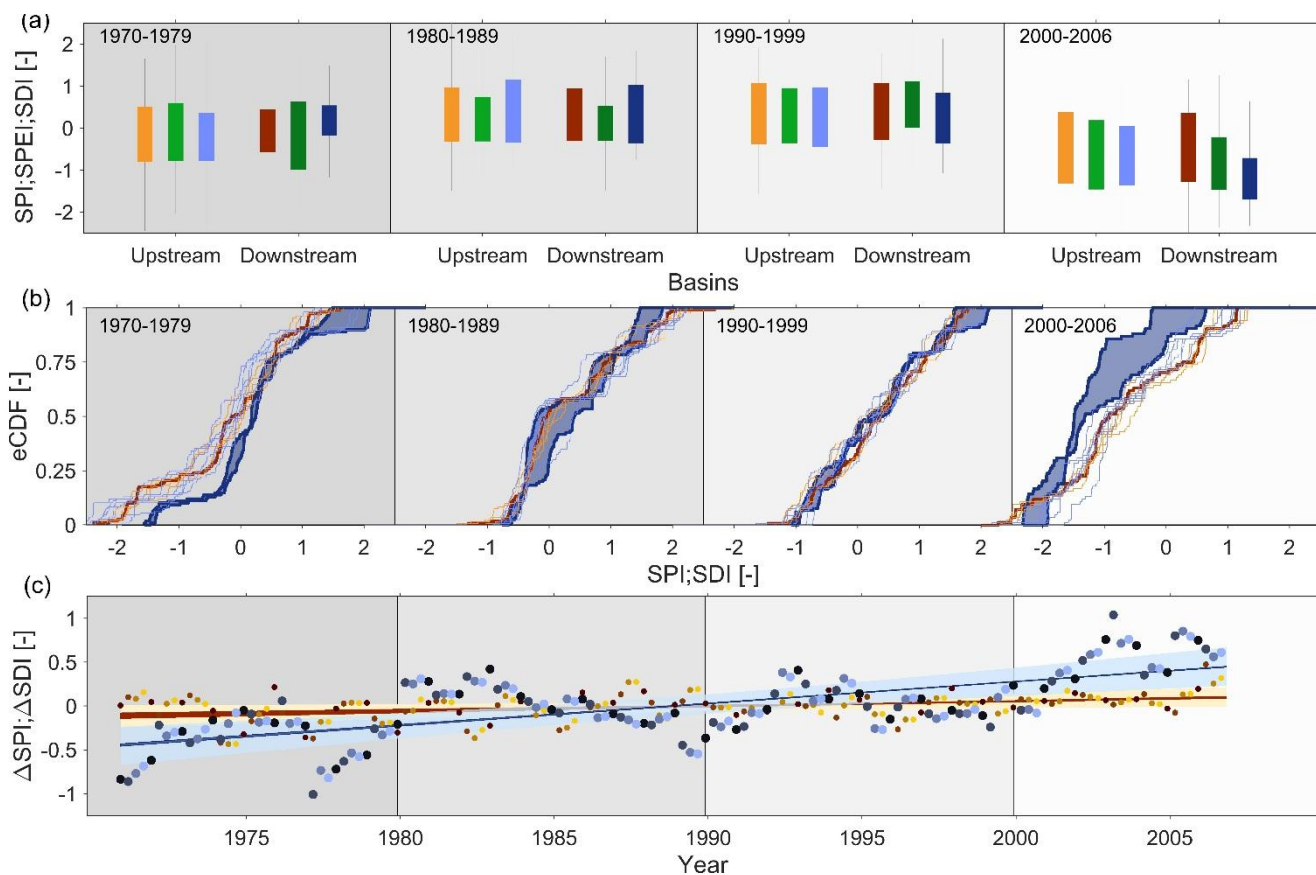 (a)
SPI;SPEI;SDI [-]
2
1
0
-1
-2
1970-1979
1980-1989
1990-1999
2000-2006
Upstream Downstream Upstream Downstream Upstream Downstream Upstream Downstream
Basins
(b)
eCDF [-]
1
0.75
0.5
0.25
0
1970-1979
1980-1989
1990-1999
2000-2006
-2 -1 0 1 2 -2 -1 0 1 2 -2 -1 0 1 2 -2 -1 0 1 2
SPI;SDI [-]
(c)
ΔSPI;ΔSDI [-]
1
0.5
0
-0.5
-1
1975 1980 1985 1990 1995 2000 2005
Year